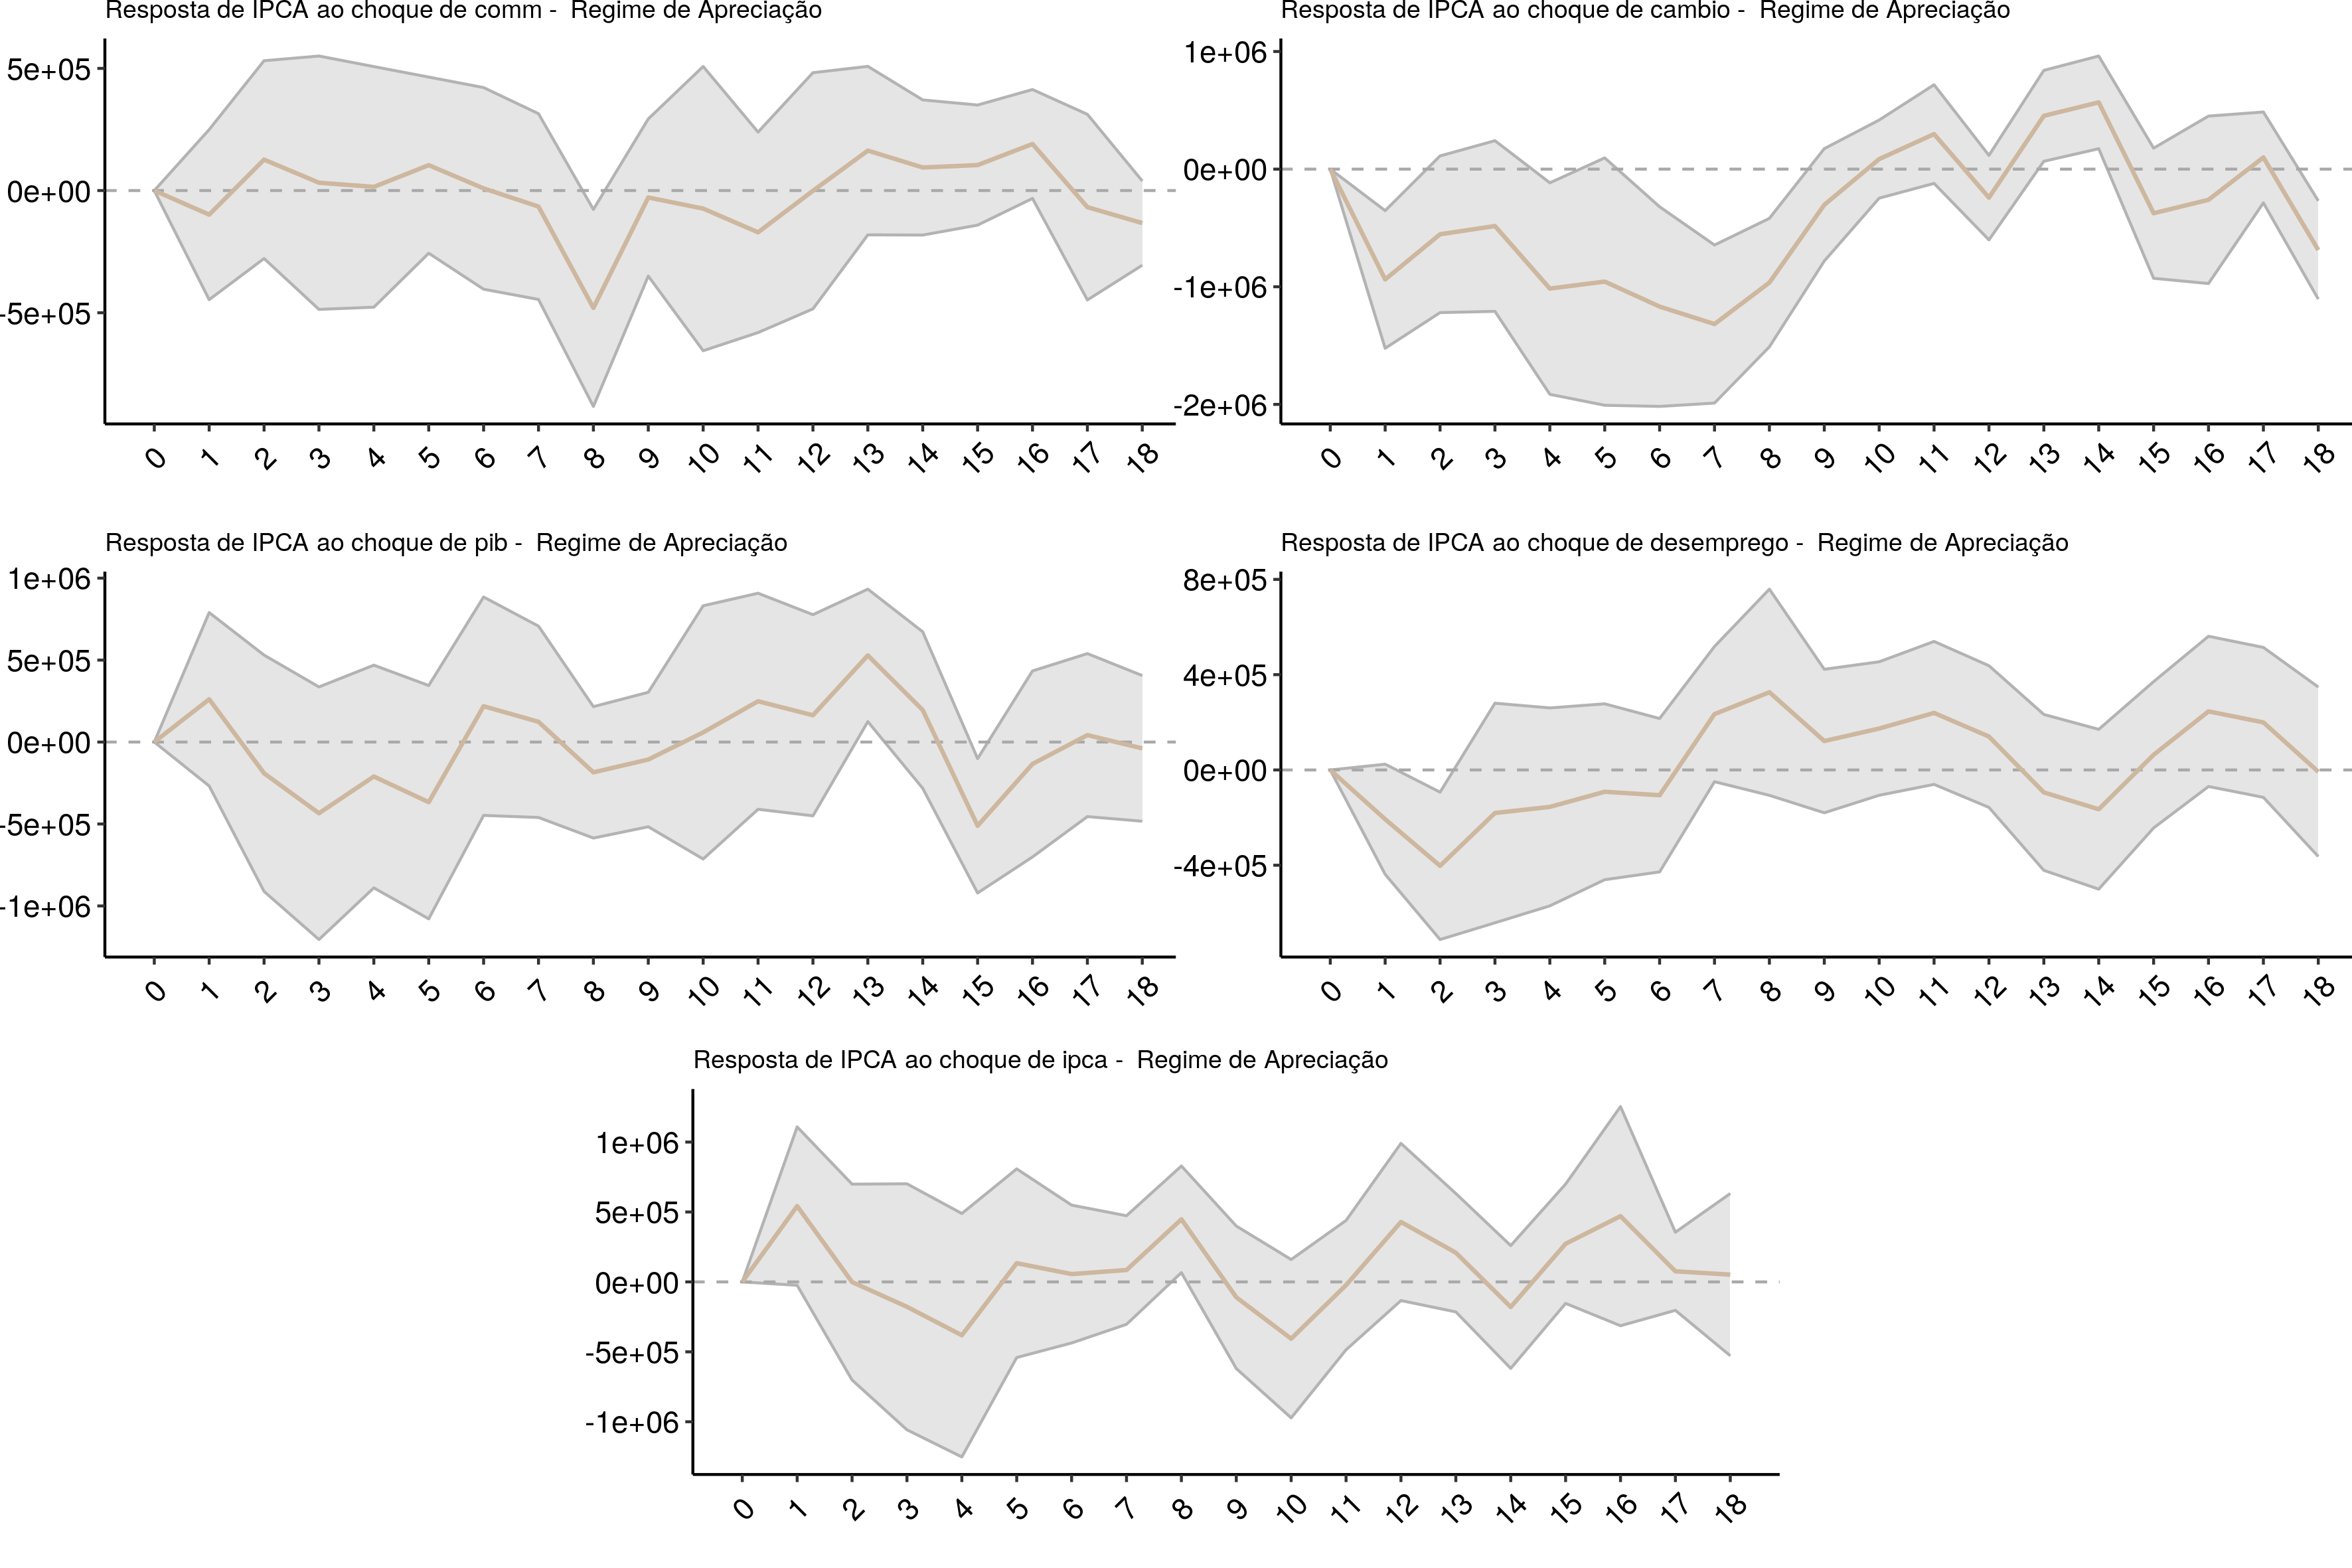 Resposta de IPCA ao choque de comm - Regime de Apreciação
5e+05
0e+00
-5e+05
0 1 2 3 4 5 6 7 8 9 10 11 12 13 14 15 16 17 18
Resposta de IPCA ao choque de cambio - Regime de Apreciação
1e+06
0e+00
-1e+06
-2e+06
0 1 2 3 4 5 6 7 8 9 10 11 12 13 14 15 16 17 18
Resposta de IPCA ao choque de pib - Regime de Apreciação
1e+06
5e+05
0e+00
-5e+05
-1e+06
0 1 2 3 4 5 6 7 8 9 10 11 12 13 14 15 16 17 18
Resposta de IPCA ao choque de desemprego - Regime de Apreciação
8e+05
4e+05
0e+00
-4e+05
0 1 2 3 4 5 6 7 8 9 10 11 12 13 14 15 16 17 18
Resposta de IPCA ao choque de ipca - Regime de Apreciação
1e+06
5e+05
0e+00
-5e+05
-1e+06
0 1 2 3 4 5 6 7 8 9 10 11 12 13 14 15 16 17 18